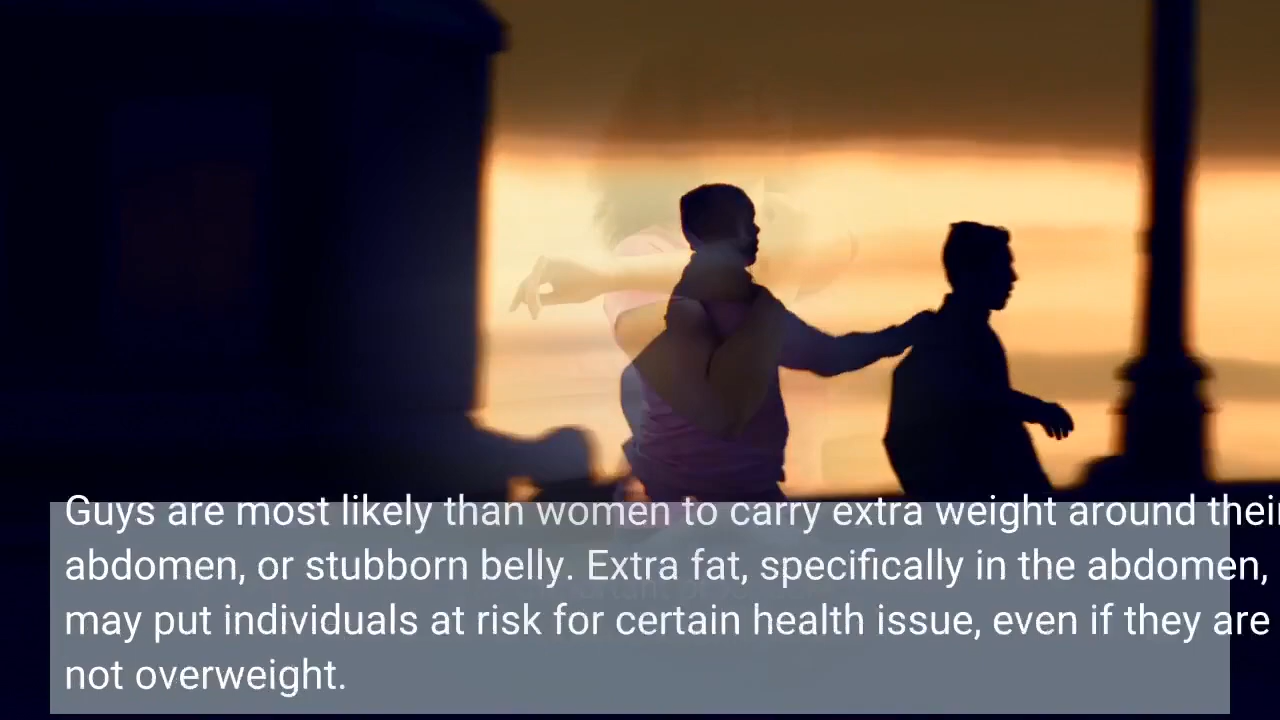 Guys are most likely than women to carry extra weight around their
abdomen, or stubborn belly. Extra fat, specifically in the abdomen,
may put individuals at risk for certain health issue, even if they are
not overweight.